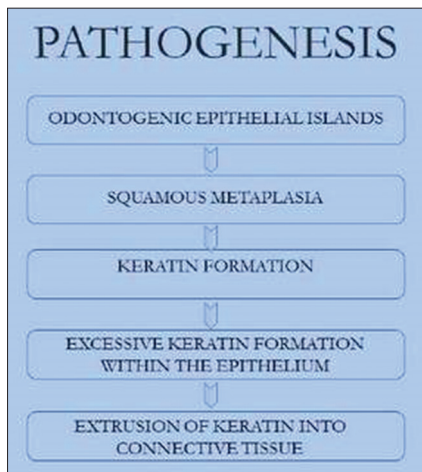 PATHOGENESIS
ODONTOGENIC EPITHELIAL ISLANDS
SQUAMOUS METAPLASIA
KERATIN FORMATION
EXCESSIVE KERATIN FORMATION
WITHIN THE EPITHELIUM
EXTRUSION OF KERATIN INTO
CONNECTIVE TISSUE